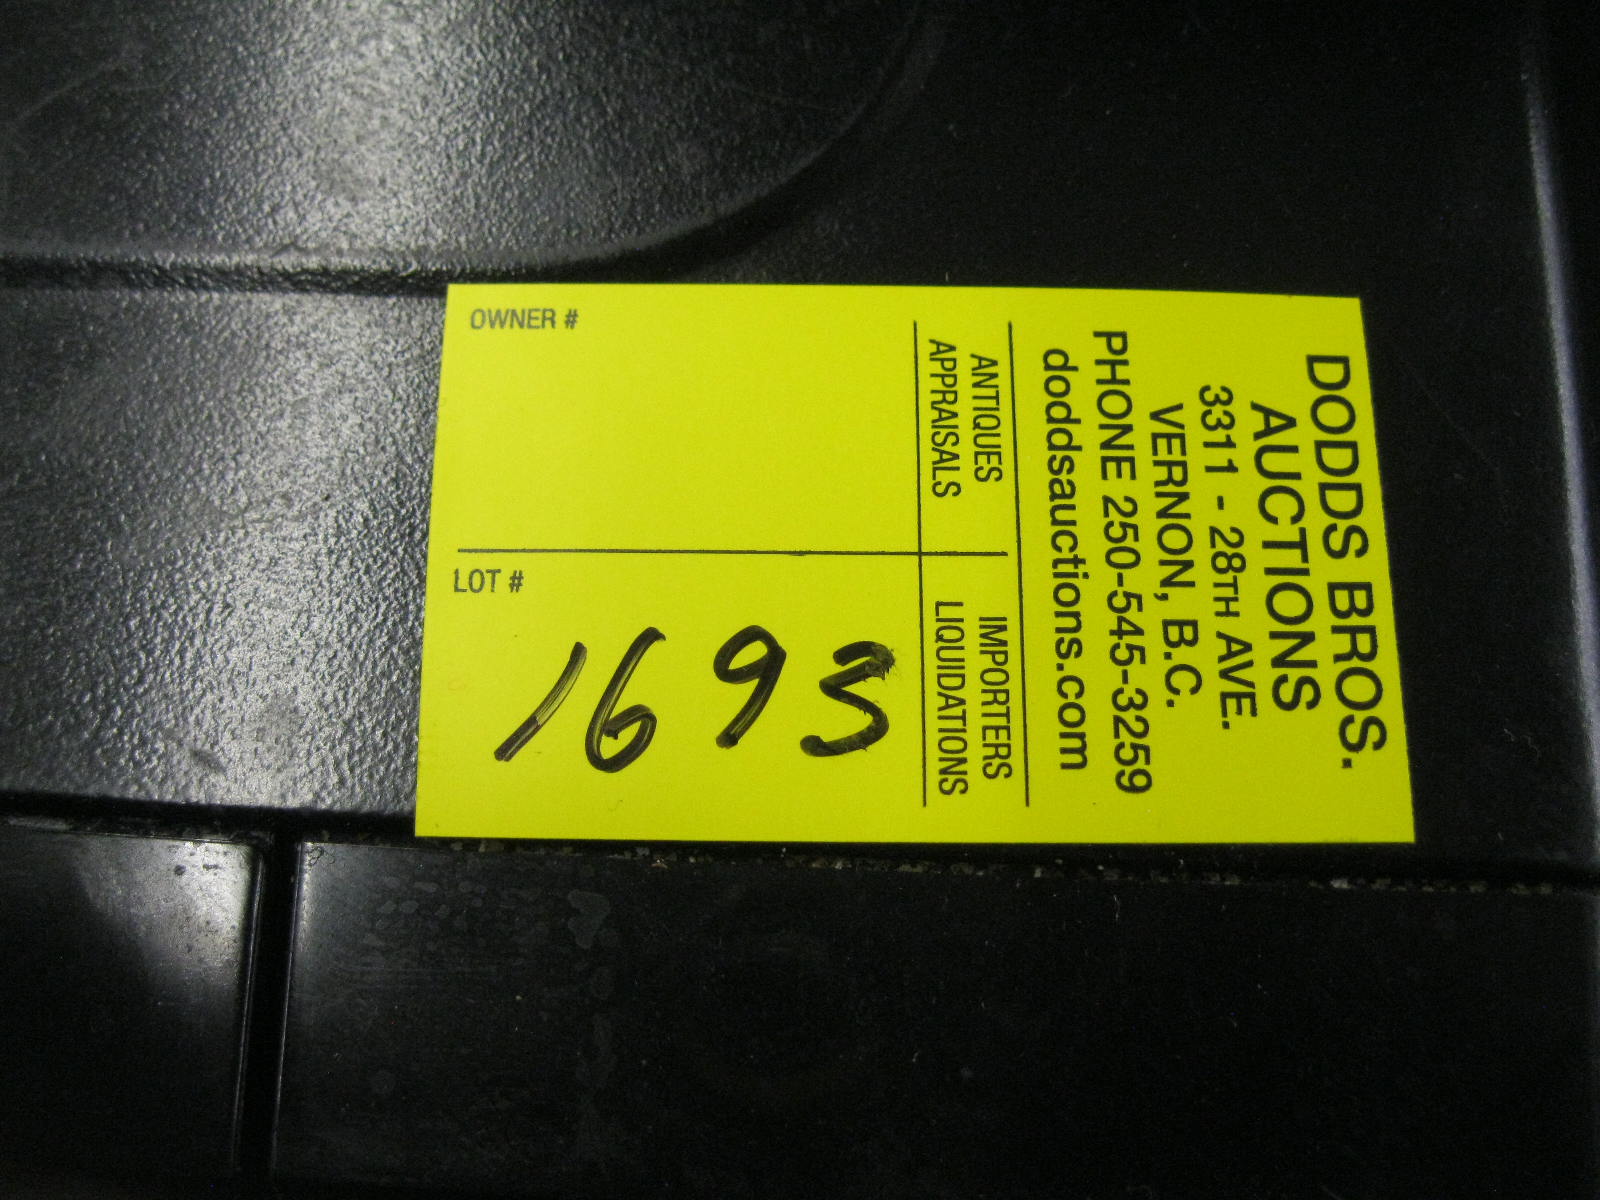 DODDS BROS.
AUCTIONS
3311 - 28TH AVE.
VERNON, B.C.
PHONE 250-545-3259
doddsauctions.com
ANTIQUES
APPRAISALS
IMPORTERS
LIQUIDATIONS
OWNER #
LOT #
1693